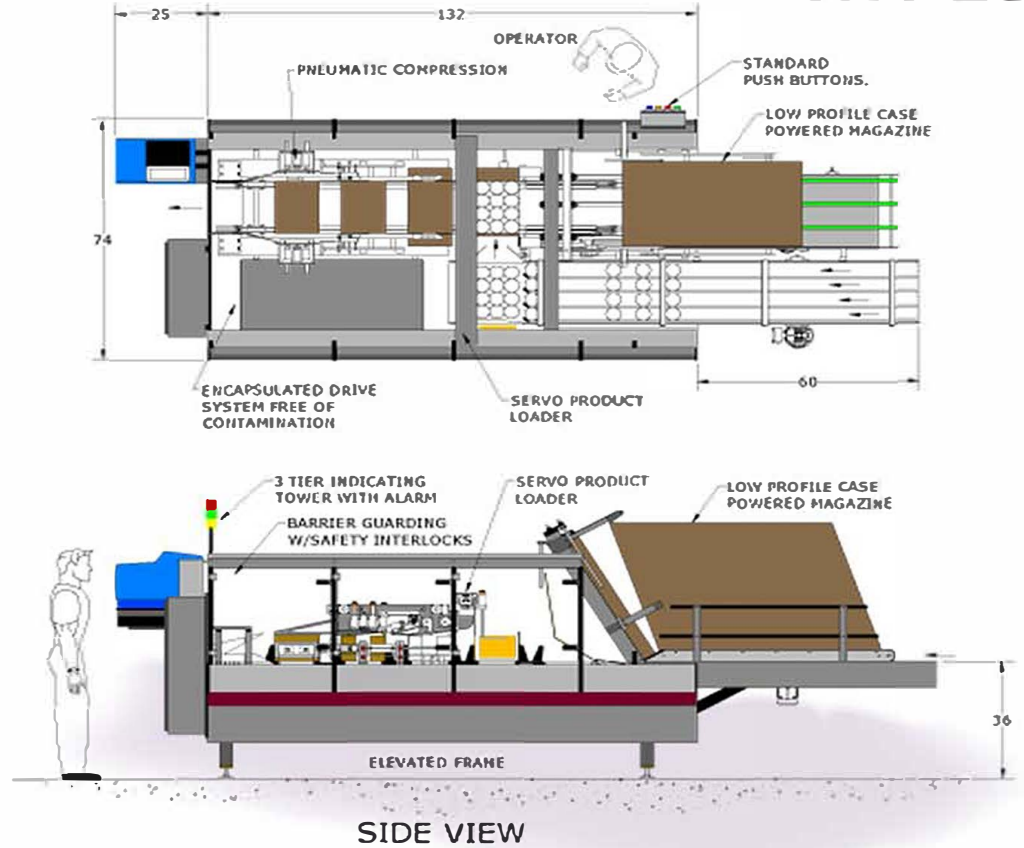 25
132
OPERATOR
PNEUMATIC COMPRESSION
STANDARD
PUSH BUTTONS.
LOW PROFILE CASE
POWERED MAGAZINE
74
60
ENCAPSULATED DRIVE
SYSTEM FREE OF
CONTAMINATION
SERVO PRODUCT
LOADER
3 TIER INDICATING
TOWER WITH ALARM
SERVO PRODUCT
LOADER
LOW PROFILE CASE
POWERED MAGAZINE
BARRIER GUARDING
W/SAFETY INTERLOCKS
36
ELEVATED FRAME
SIDE VIEW